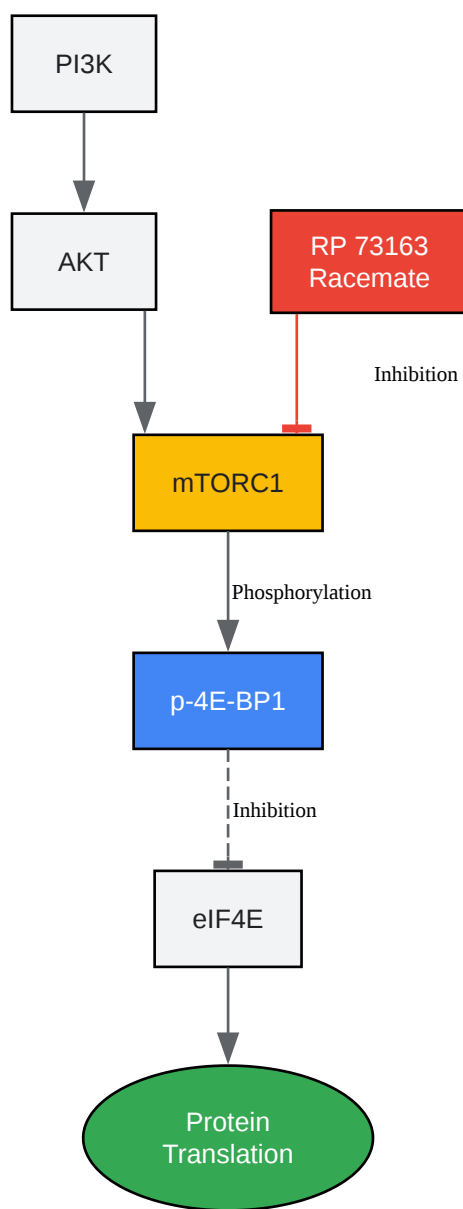 PI3K
AKT
RP 73163
Racemate
Inhibition
mTORC1
Phosphorylation
p-4E-BP1
Inhibition
eIF4E
Protein
Translation